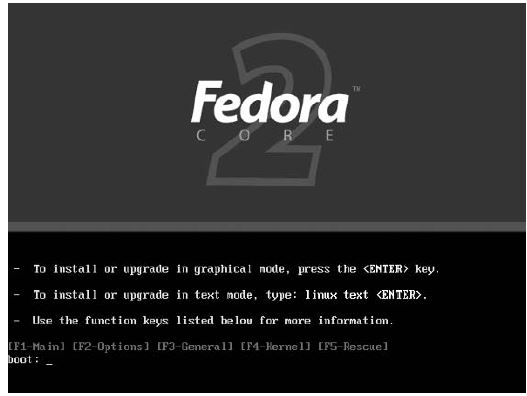 2
Fedora™
CORE
- To install or upgrade in graphical mode, press the <ENTER> key.
- To install or upgrade in text mode, type: linux text <ENTER>.
- Use the function keys listed below for more information.
[F1-Main] [F2-Options] [F3-General] [F4-Kernel] [F5-Rescue]
boot: _